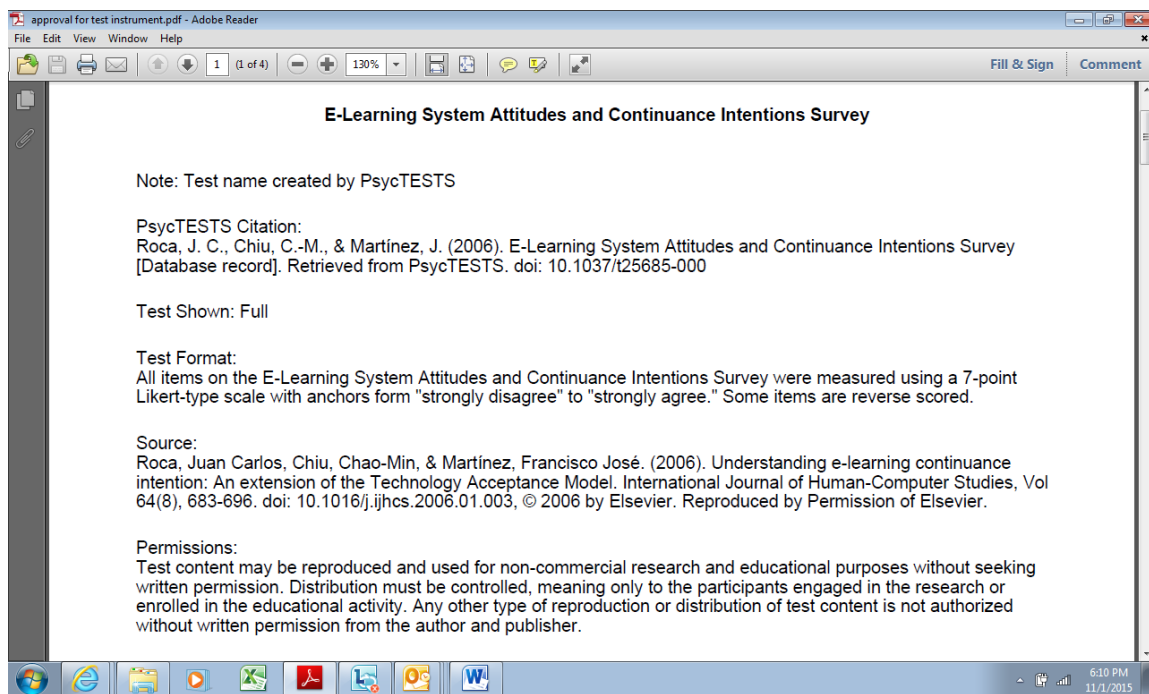 approval for test instrument.pdf - Adobe Reader
File Edit View Window Help
1 (1 of 4) 130% Fill & Sign Comment
E-Learning System Attitudes and Continuance Intentions Survey
Note: Test name created by PsycTESTS
PsycTESTS Citation:
Roca, J. C., Chiu, C.-M., & Martínez, J. (2006). E-Learning System Attitudes and Continuance Intentions Survey
[Database record]. Retrieved from PsycTESTS. doi: 10.1037/t25685-000
Test Shown: Full
Test Format:
All items on the E-Learning System Attitudes and Continuance Intentions Survey were measured using a 7-point
Likert-type scale with anchors form "strongly disagree" to "strongly agree." Some items are reverse scored.
Source:
Roca, Juan Carlos, Chiu, Chao-Min, & Martínez, Francisco José. (2006). Understanding e-learning continuance
intention: An extension of the Technology Acceptance Model. International Journal of Human-Computer Studies, Vol
64(8), 683-696. doi: 10.1016/j.ijhcs.2006.01.003, © 2006 by Elsevier. Reproduced by Permission of Elsevier.
Permissions:
Test content may be reproduced and used for non-commercial research and educational purposes without seeking
written permission. Distribution must be controlled, meaning only to the participants engaged in the research or
enrolled in the educational activity. Any other type of reproduction or distribution of test content is not authorized
without written permission from the author and publisher.
6:10 PM
11/1/2015